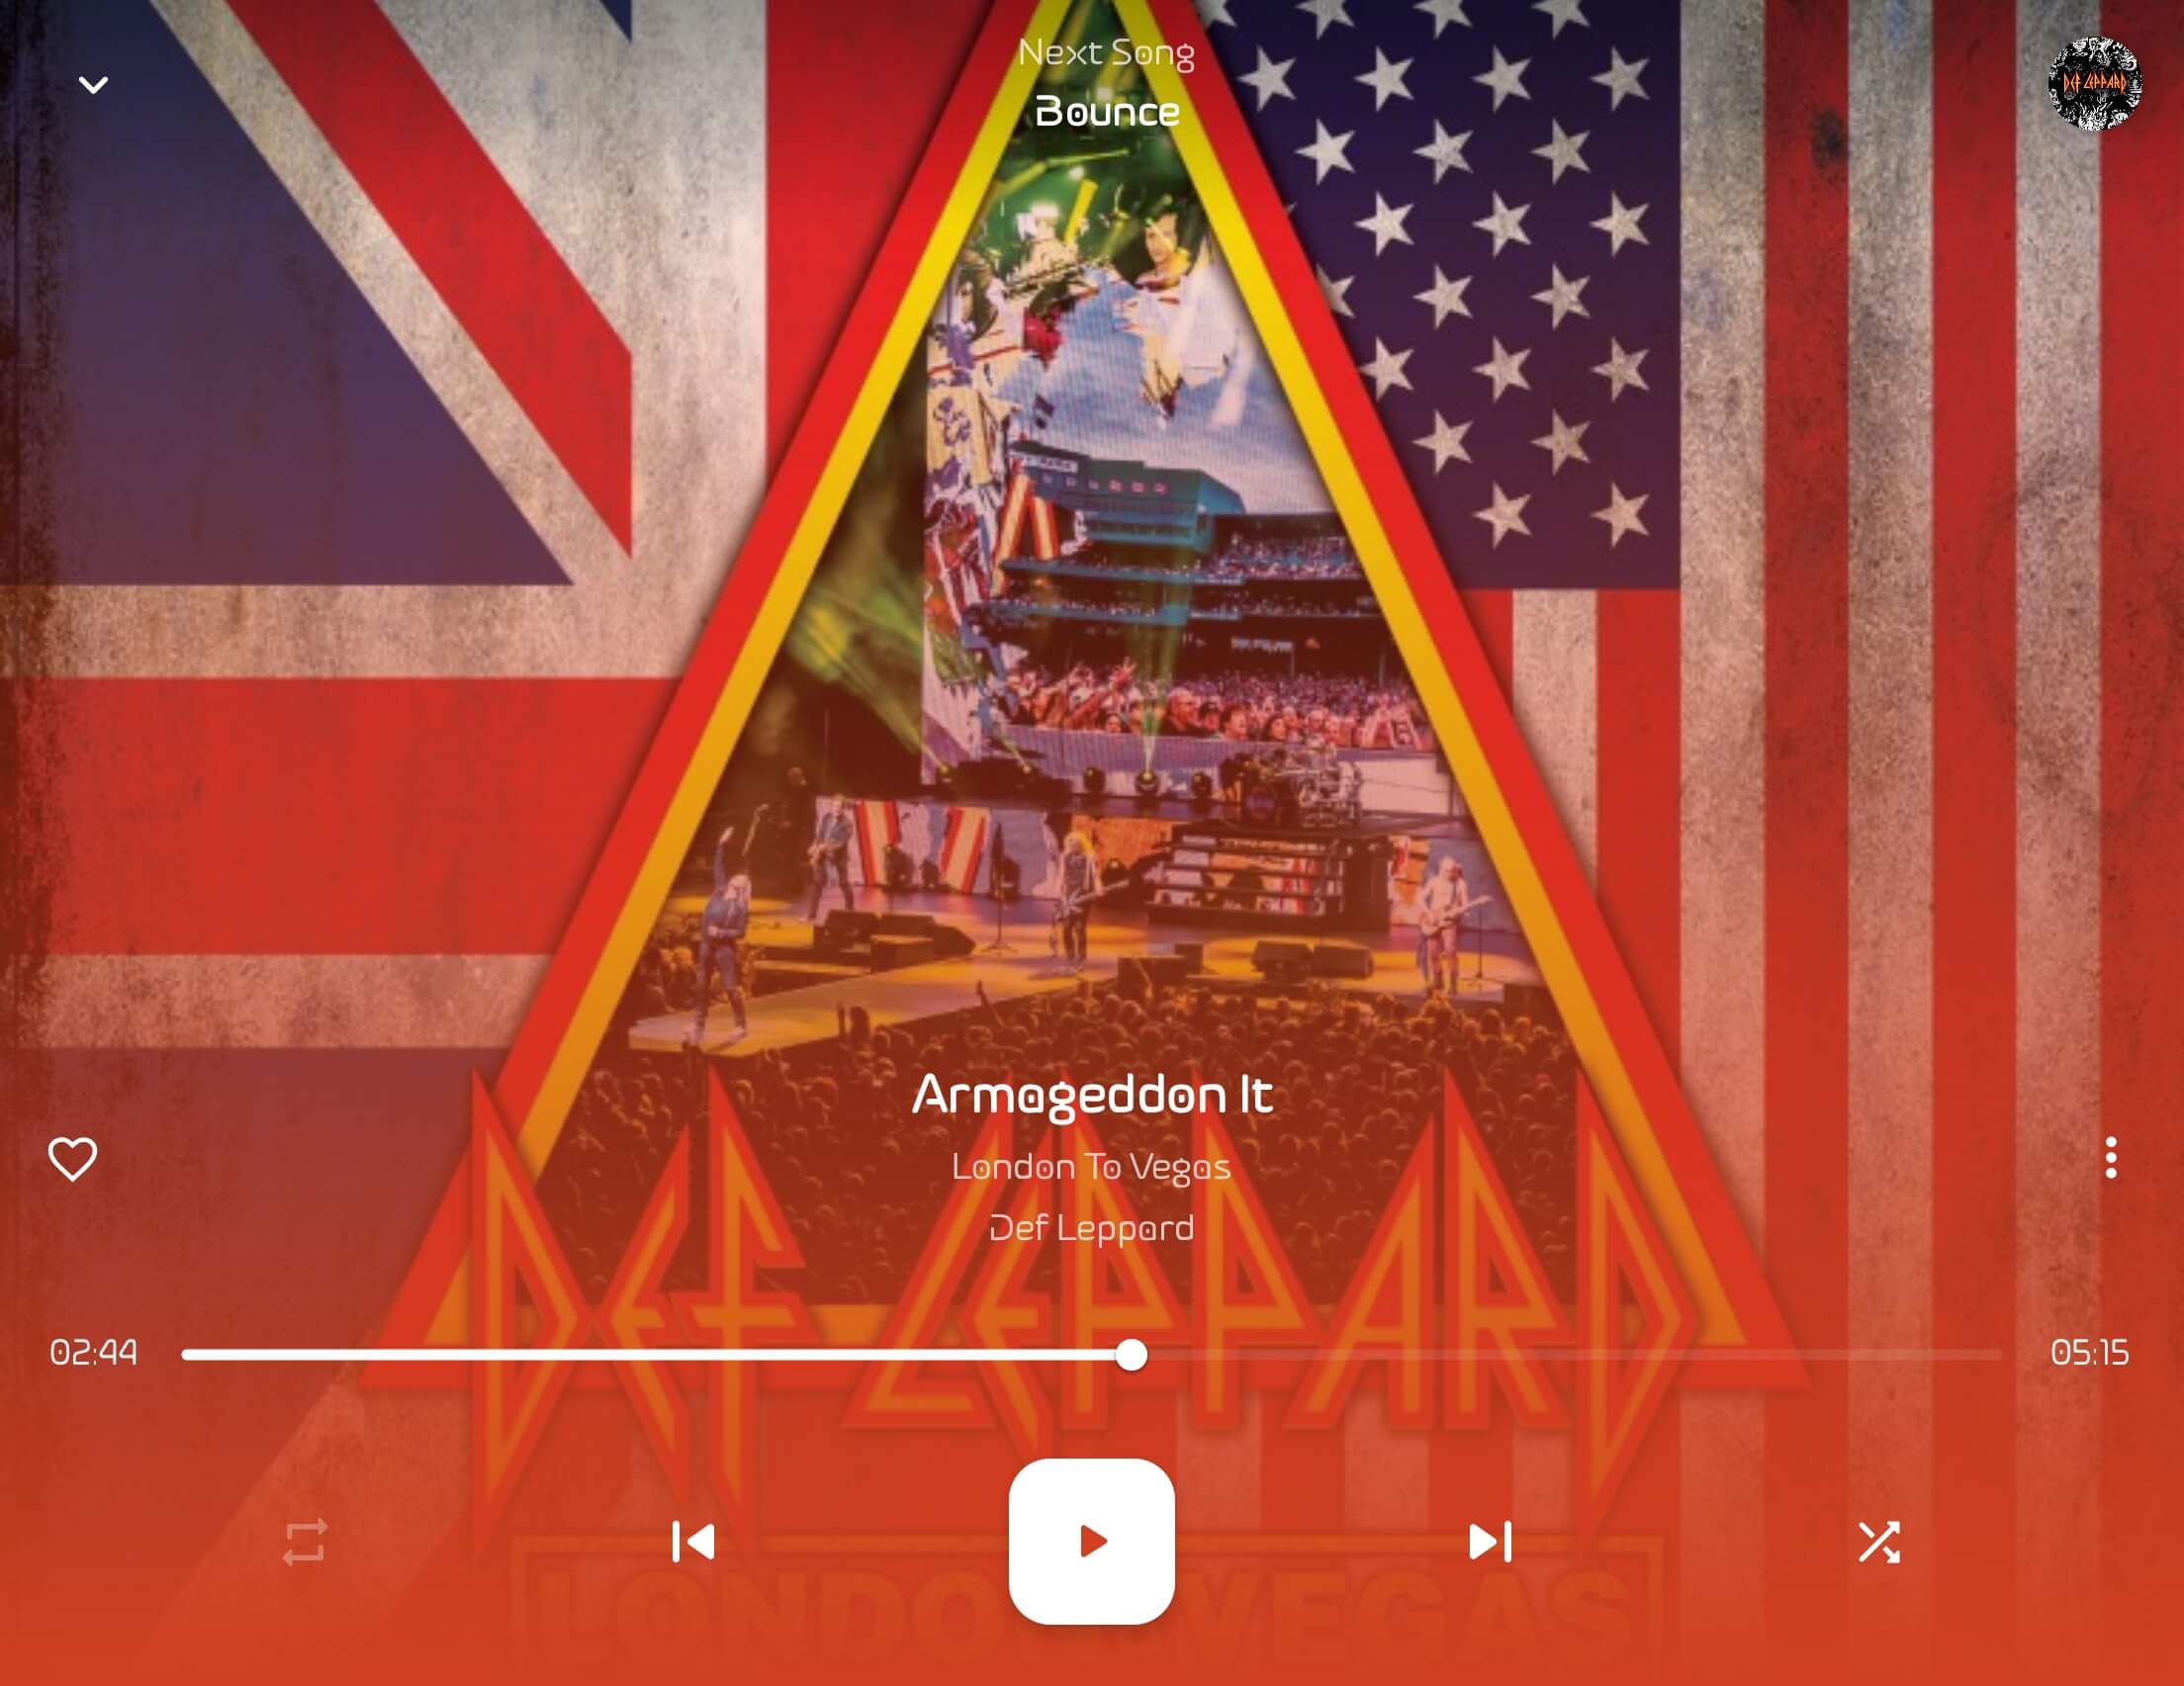 Next Song
Bounce
DEF LEPPARD
Armageddon It
London To Vegas
Def Leppard
DEF LEPPARD
02:44
05:15
LONDON VEGAS